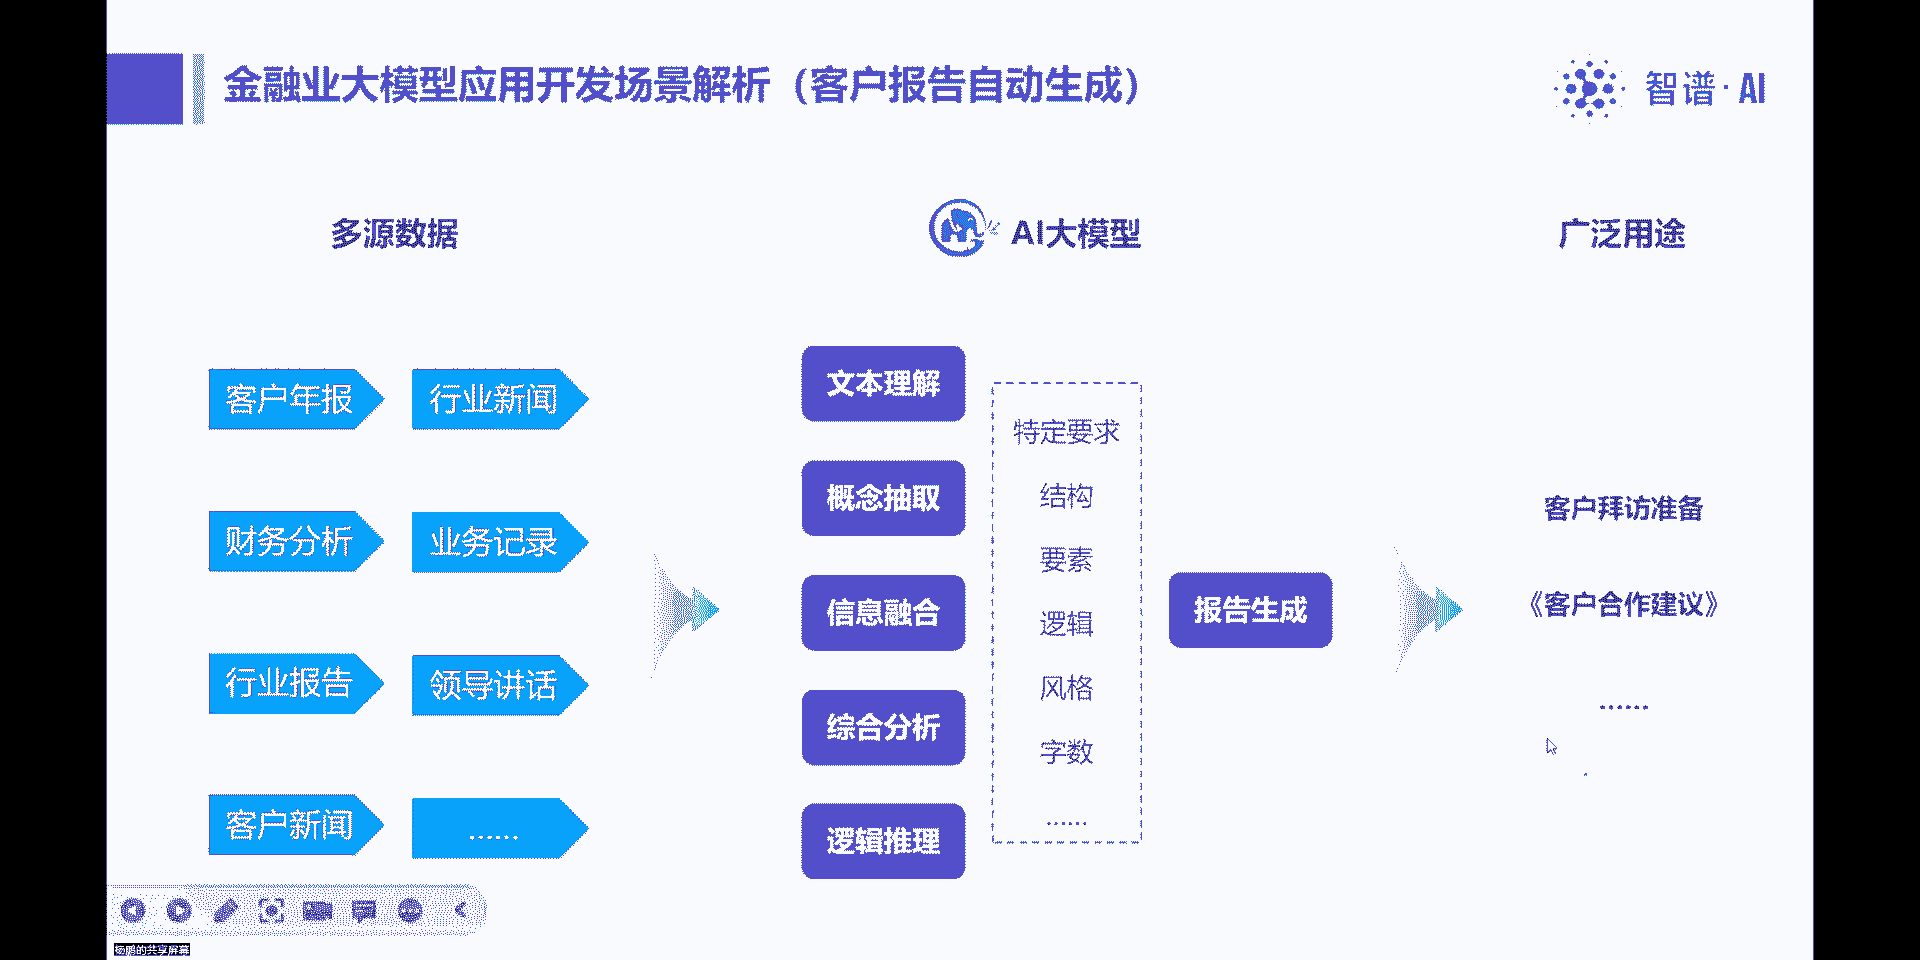 金融业大模型应用开发场景解析（客户报告自动生成）
智谱·AI
多源数据
AI大模型
广泛用途
客户年报
行业新闻
财务分析
业务记录
行业报告
领导讲话
客户新闻
......
文本理解
概念抽取
信息融合
综合分析
逻辑推理
特定要求
结构
要素
逻辑
风格
字数
......
报告生成
客户拜访准备
《客户合作建议》
......
的共享屏幕